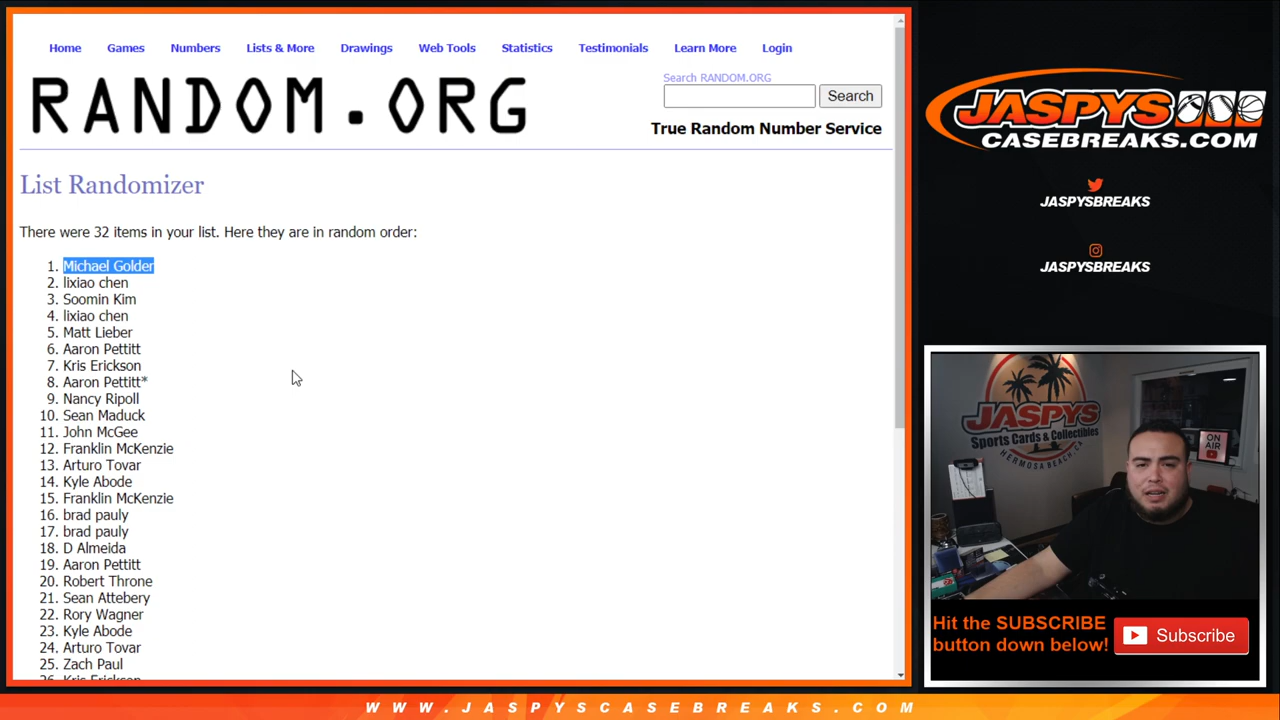 Home Games Numbers Lists & More Drawings Web Tools Statistics Testimonials Learn More Login
RANDOM.ORG
Search RANDOM.ORG
Search
True Random Number Service
List Randomizer
There were 32 items in your list. Here they are in random order:
1. Michael Golder
2. lixiao chen
3. Soomin Kim
4. lixiao chen
5. Matt Lieber
6. Aaron Pettitt
7. Kris Erickson
8. Aaron Pettitt*
9. Nancy Ripoll
10. Sean Maduck
11. John McGee
12. Franklin McKenzie
13. Arturo Tovar
14. Kyle Abode
15. Franklin McKenzie
16. brad pauly
17. brad pauly
18. D Almeida
19. Aaron Pettitt
20. Robert Throne
21. Sean Attebery
22. Rory Wagner
23. Kyle Abode
24. Arturo Tovar
25. Zach Paul
26. Kris Erickson
JASPYS
CASEBREAKS.COM
JASPYSBREAKS
JASPYSBREAKS
JASPYS
Sports Cards & Collectibles
HERMOSA BEACH, CA
ON
AIR
Hit the SUBSCRIBE
button down below!
Subscribe
WWW.JASPYSCASEBREAKS.COM